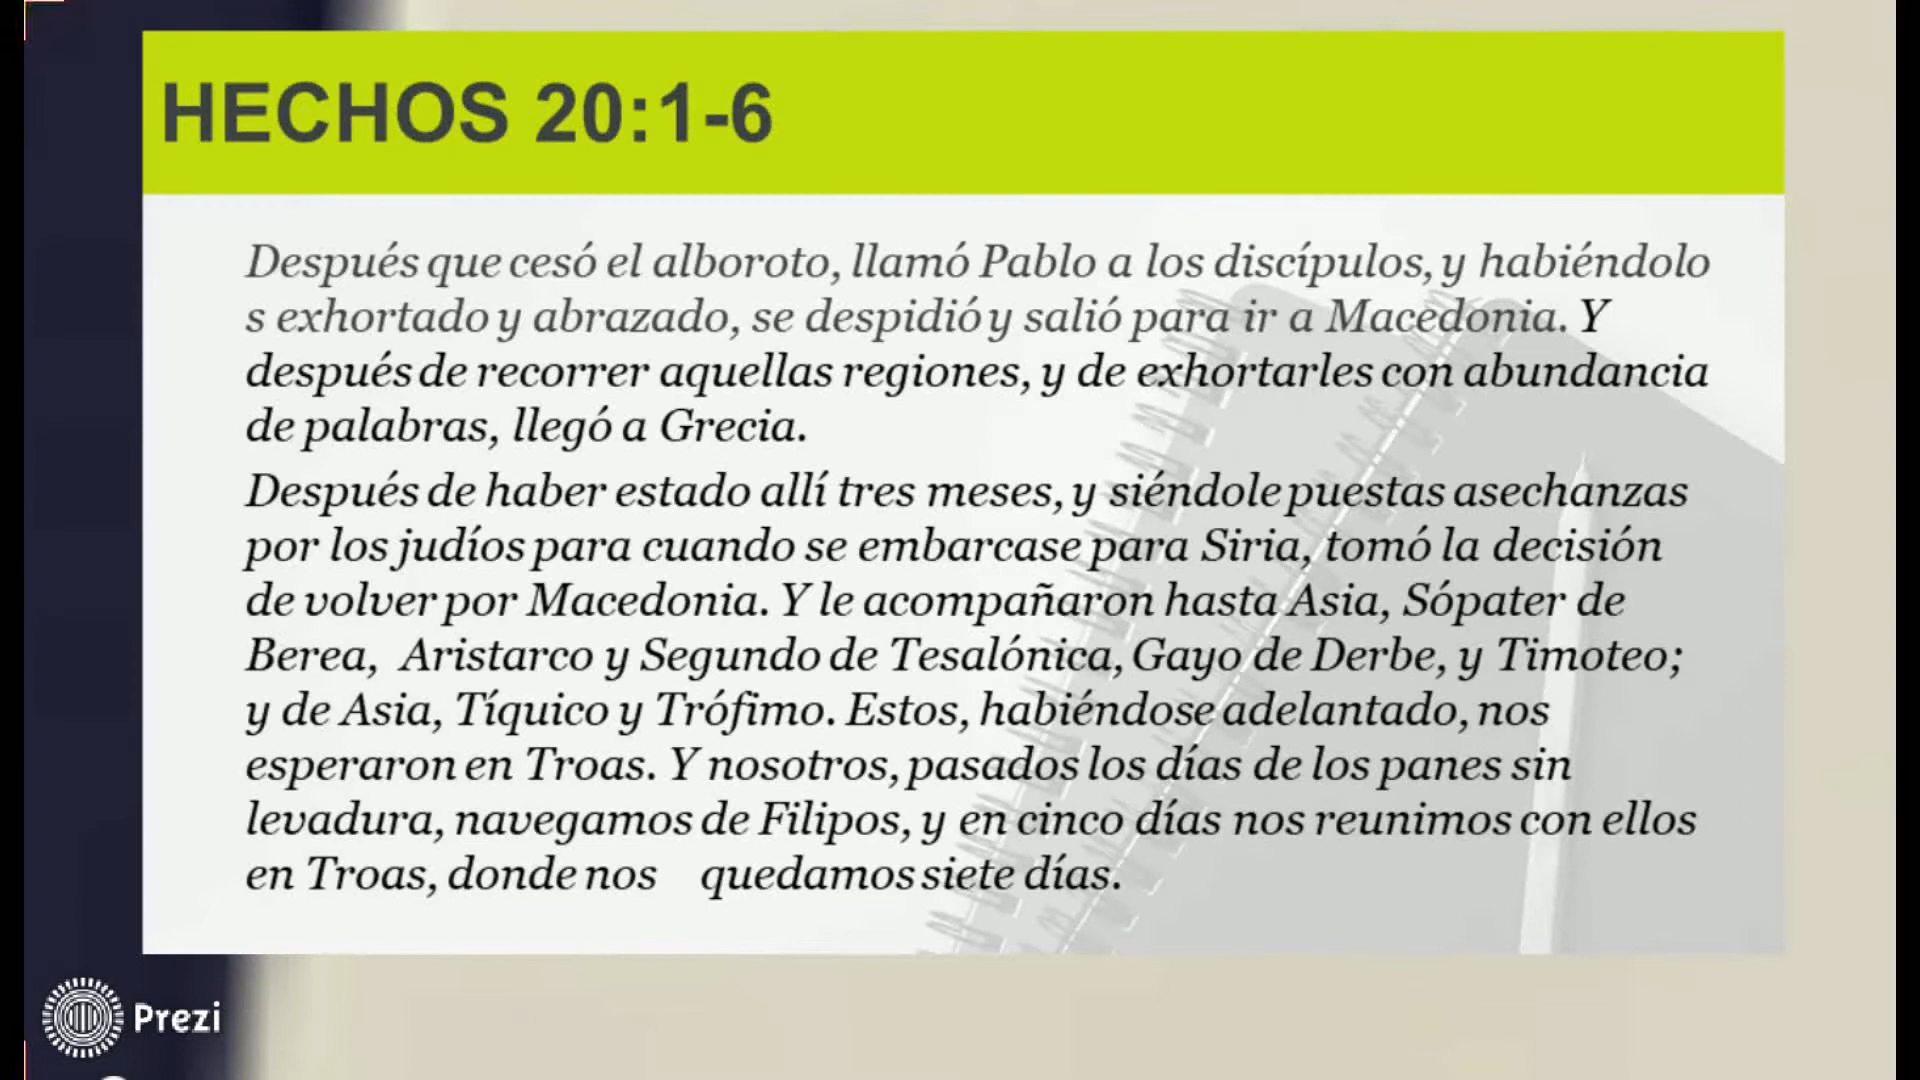 HECHOS 20:1-6
Después que cesó el alboroto, llamó Pablo a los discípulos, y habiéndolo
s exhortado y abrazado, se despidió y salió para ir a Macedonia. Y
después de recorrer aquellas regiones, y de exhortarles con abundancia
de palabras, llegó a Grecia.
Después de haber estado allí tres meses, y siéndole puestas asechanzas
por los judíos para cuando se embarcase para Siria, tomó la decisión
de volver por Macedonia. Y le acompañaron hasta Asia, Sópater de
Berea, Aristarco y Segundo de Tesalónica, Gayo de Derbe, y Timoteo;
y de Asia, Tíquico y Trófimo. Estos, habiéndose adelantado, nos
esperaron en Troas. Y nosotros, pasados los días de los panes sin
levadura, navegamos de Filipos, y en cinco días nos reunimos con ellos
en Troas, donde nos quedamos siete días.
Prezi